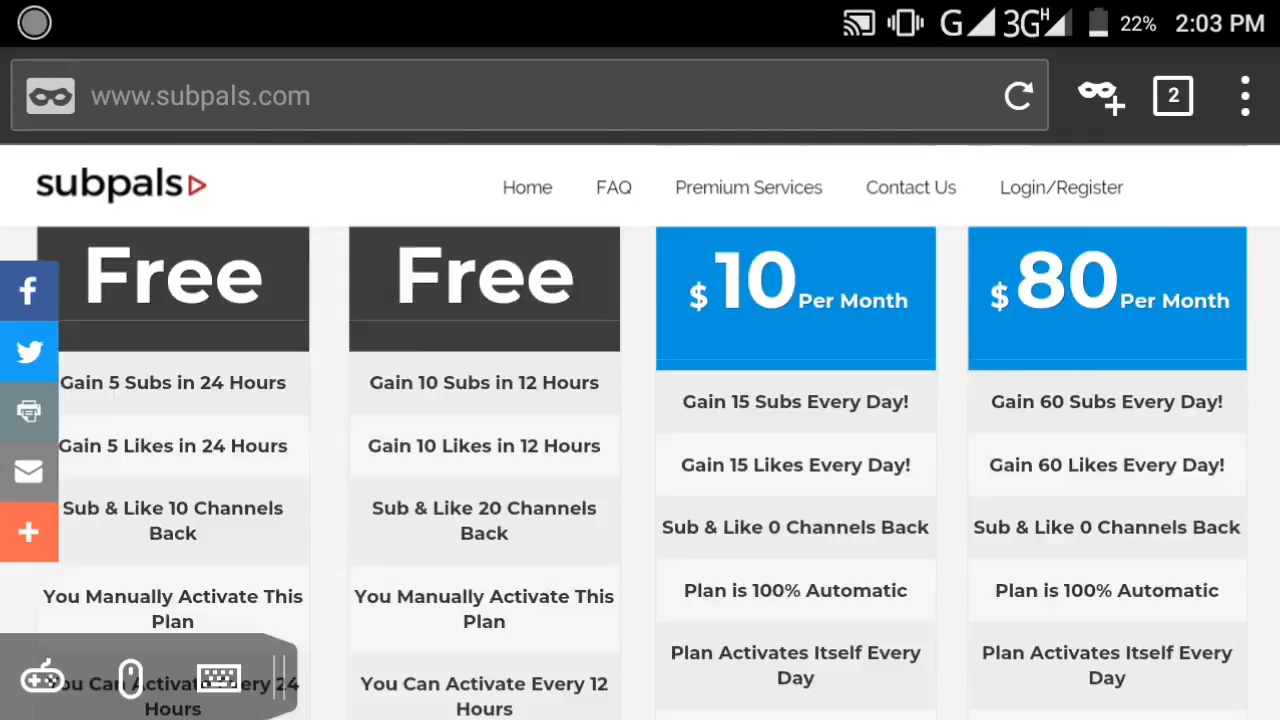 G 3G H 22% 2:03 PM
www.subpals.com
2
subpals
Home FAQ Premium Services Contact Us Login/Register
Free
Gain 5 Subs in 24 Hours
Gain 5 Likes in 24 Hours
Sub & Like 10 Channels
Back
You Manually Activate This
Plan
You Can Activate Every 24
Hours
Free
Gain 10 Subs in 12 Hours
Gain 10 Likes in 12 Hours
Sub & Like 20 Channels
Back
You Manually Activate This
Plan
You Can Activate Every 12
Hours
$10 Per Month
Gain 15 Subs Every Day!
Gain 15 Likes Every Day!
Sub & Like 0 Channels Back
Plan is 100% Automatic
Plan Activates Itself Every
Day
$80 Per Month
Gain 60 Subs Every Day!
Gain 60 Likes Every Day!
Sub & Like 0 Channels Back
Plan is 100% Automatic
Plan Activates Itself Every
Day